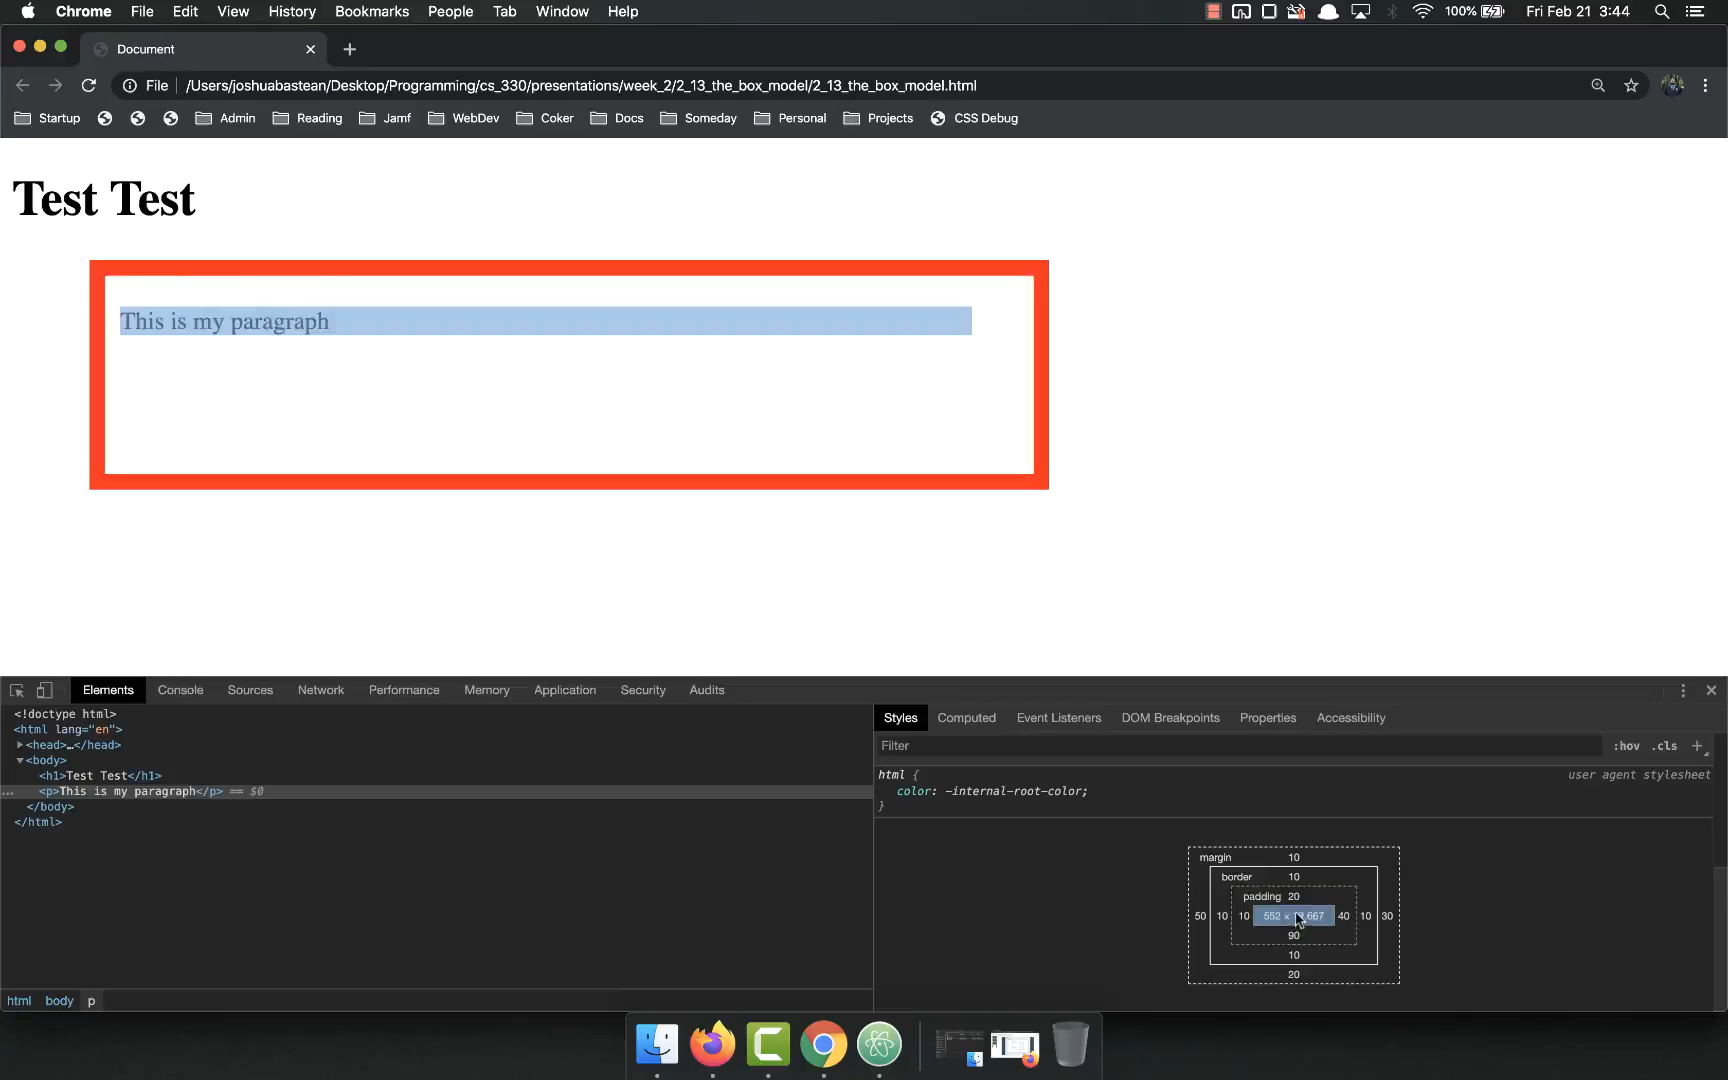 Chrome File Edit View History Bookmarks People Tab Window Help 100% Fri Feb 21 3:44
Document
File /Users/joshuabastean/Desktop/Programming/cs_330/presentations/week_2/2_13_the_box_model/2_13_the_box_model.html
Startup Admin Reading Jamf WebDev Coker Docs Someday Personal Projects CSS Debug
Test Test
This is my paragraph
Elements Console Sources Network Performance Memory Application Security Audits
<!doctype html>
<html lang="en">
<head>…</head>
<body>
<h1>Test Test</h1>
... <p>This is my paragraph</p> == $0
</body>
</html>
html body p
Styles Computed Event Listeners DOM Breakpoints Properties Accessibility
Filter :hov .cls +
html { user agent stylesheet
color: -internal-root-color;
}
margin 10
border 10
padding 20
50 10 10 552 × 40 10 30
90
10
20